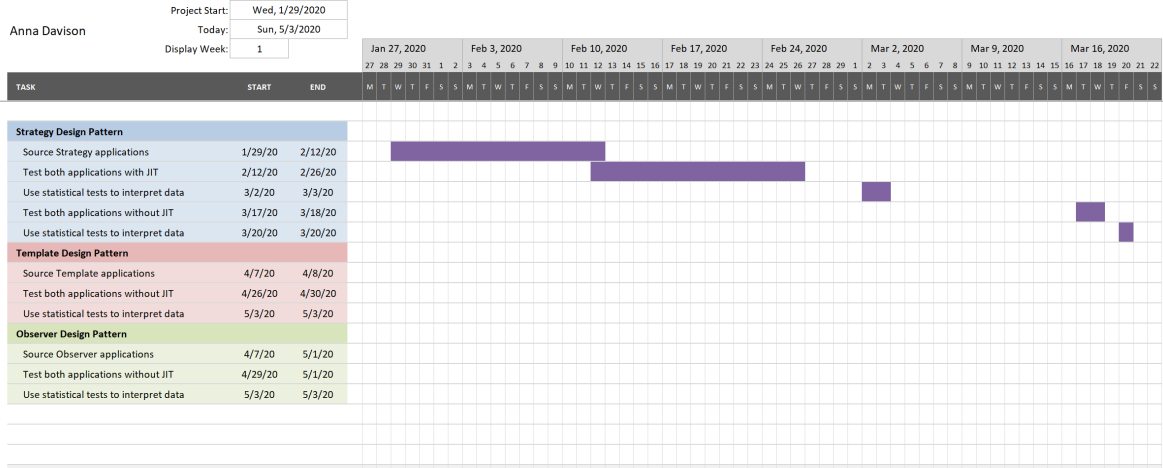 Project Start: Wed, 1/29/2020
Anna Davison
Today: Sun, 5/3/2020
Display Week: 1
Jan 27, 2020 Feb 3, 2020 Feb 10, 2020 Feb 17, 2020 Feb 24, 2020 Mar 2, 2020 Mar 9, 2020 Mar 16, 2020
27 28 29 30 31 1 2 3 4 5 6 7 8 9 10 11 12 13 14 15 16 17 18 19 20 21 22 23 24 25 26 27 28 29 1 2 3 4 5 6 7 8 9 10 11 12 13 14 15 16 17 18 19 20 21 22
TASK START END M T W T F S S M T W T F S S M T W T F S S M T W T F S S M T W T F S S M T W T F S S M T W T F S S M T W T F S S
Strategy Design Pattern
Source Strategy applications 1/29/20 2/12/20
Test both applications with JIT 2/12/20 2/26/20
Use statistical tests to interpret data 3/2/20 3/3/20
Test both applications without JIT 3/17/20 3/18/20
Use statistical tests to interpret data 3/20/20 3/20/20
Template Design Pattern
Source Template applications 4/7/20 4/8/20
Test both applications without JIT 4/26/20 4/30/20
Use statistical tests to interpret data 5/3/20 5/3/20
Observer Design Pattern
Source Observer applications 4/7/20 5/1/20
Test both applications without JIT 4/29/20 5/1/20
Use statistical tests to interpret data 5/3/20 5/3/20